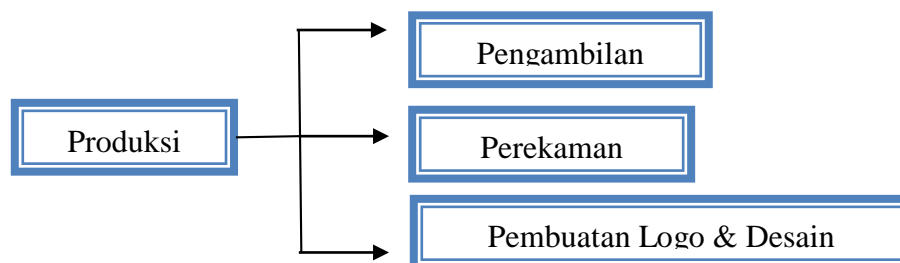 Pengambilan
Produksi
Perekaman
Pembuatan Logo & Desain